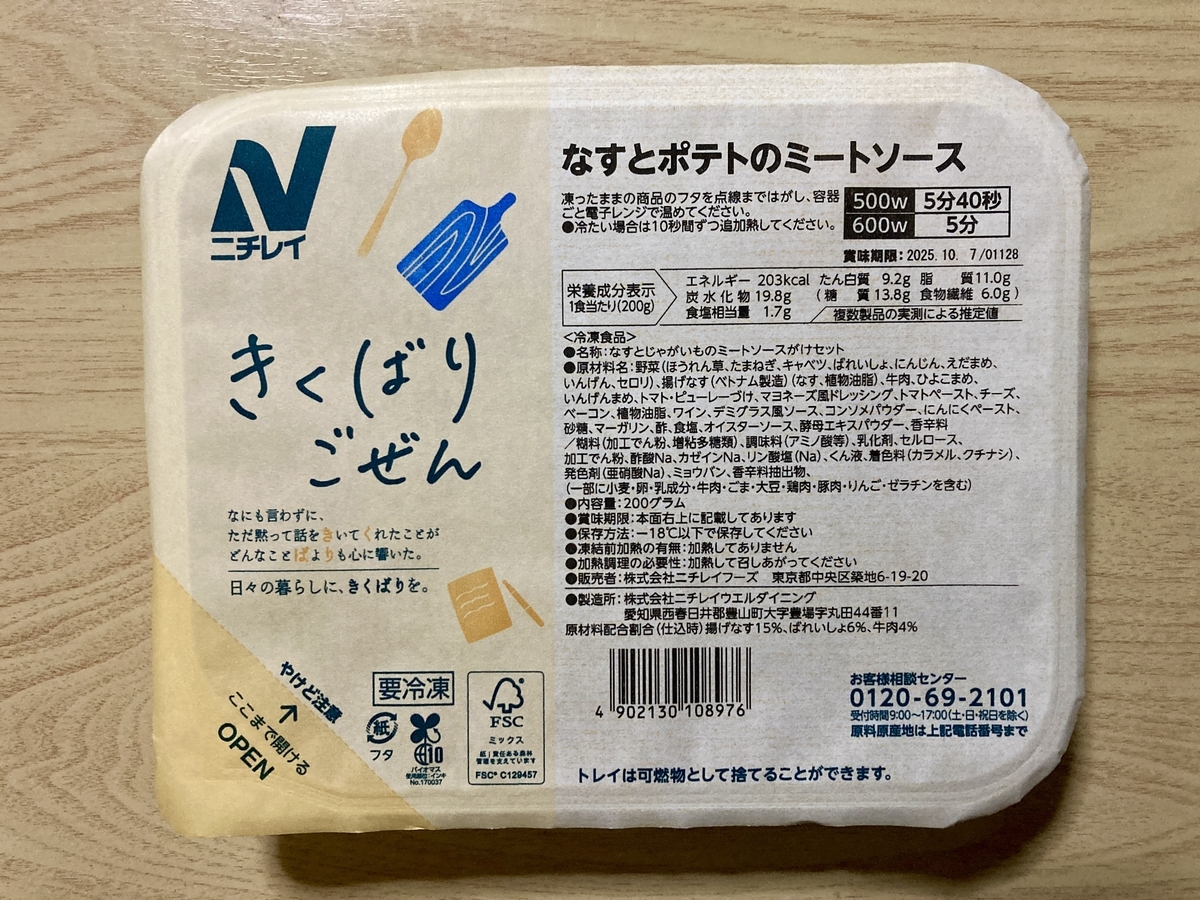 N
ニチレイ
きくばり
ごぜん
なにも言わずに、
ただ黙って話をきいてくれたことが
どんなことばよりも心に響いた。
日々の暮らしに、きくばりを。
やけど注意
ここまで開ける
OPEN
要冷凍
紙
フタ
10
バイオマス
使用部位:インキ
No.170037
FSC
ミックス
紙|責任ある森林
管理を支えています
FSC® C129457
なすとポテトのミートソース
凍ったままの商品のフタを点線まではがし、容器
ごと電子レンジで温めてください。
●冷たい場合は10秒間ずつ追加熱してください。
500w 5分40秒
600w 5分
賞味期限:2025.10. 7/01128
栄養成分表示
1食当たり(200g)
エネルギー 203kcal たん白質 9.2g 脂 質11.0g
炭水化物 19.8g (糖 質13.8g 食物繊維 6.0g)
食塩相当量 1.7g 複数製品の実測による推定値
<冷凍食品>
●名称:なすとじゃがいものミートソースがけセット
●原材料名:野菜(ほうれん草、たまねぎ、キャベツ、ばれいしょ、にんじん、えだまめ、
いんげん、セロリ)、揚げなす(ベトナム製造)(なす、植物油脂)、牛肉、ひよこまめ、
いんげんまめ、トマト・ピューレーづけ、マヨネーズ風ドレッシング、トマトペースト、チーズ、
ベーコン、植物油脂、ワイン、デミグラス風ソース、コンソメパウダー、にんにくペースト、
砂糖、マーガリン、酢、食塩、オイスターソース、酵母エキスパウダー、香辛料
/糊料(加工でん粉、増粘多糖類)、調味料(アミノ酸等)、乳化剤、セルロース、
加工でん粉、酢酸Na、カゼインNa、リン酸塩(Na)、くん液、着色料(カラメル、クチナシ)、
発色剤(亜硝酸Na)、ミョウバン、香辛料抽出物、
(一部に小麦・卵・乳成分・牛肉・ごま・大豆・鶏肉・豚肉・りんご・ゼラチンを含む)
●内容量:200グラム
●賞味期限:本面右上に記載してあります
●保存方法:−18℃以下で保存してください
●凍結前加熱の有無:加熱してありません
●加熱調理の必要性:加熱して召しあがってください
●販売者:株式会社ニチレイフーズ 東京都中央区築地6-19-20
●製造所:株式会社ニチレイウエルダイニング
愛知県西春日井郡豊山町大字豊場字丸田44番11
原材料配合割合(仕込時)揚げなす15%、ばれいしょ6%、牛肉4%
4 902130 108976
お客様相談センター
0120-69-2101
受付時間9:00~17:00(土・日・祝日を除く)
原料原産地は上記電話番号まで
トレイは可燃物として捨てることができます。